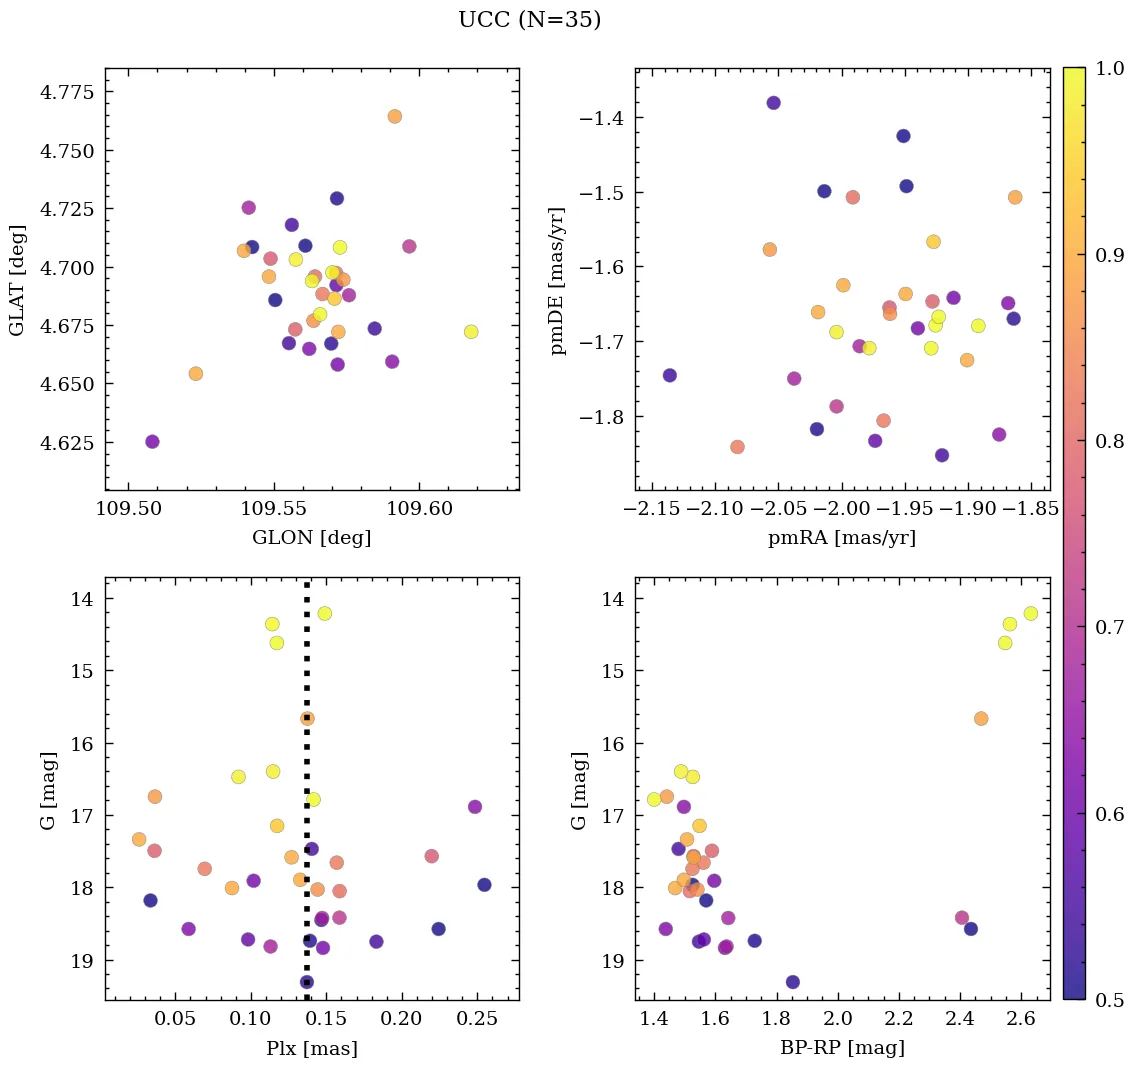 UCC (N=35)
4.775
4.750
4.725
4.700
4.675
4.650
4.625
GLAT [deg]
109.50 109.55 109.60
GLON [deg]
−1.4
−1.5
−1.6
−1.7
−1.8
pmDE [mas/yr]
−2.15 −2.10 −2.05 −2.00 −1.95 −1.90 −1.85
pmRA [mas/yr]
14
15
16
17
18
19
G [mag]
0.05 0.10 0.15 0.20 0.25
Plx [mas]
14
15
16
17
18
19
G [mag]
1.4 1.6 1.8 2.0 2.2 2.4 2.6
BP-RP [mag]
1.0
0.9
0.8
0.7
0.6
0.5